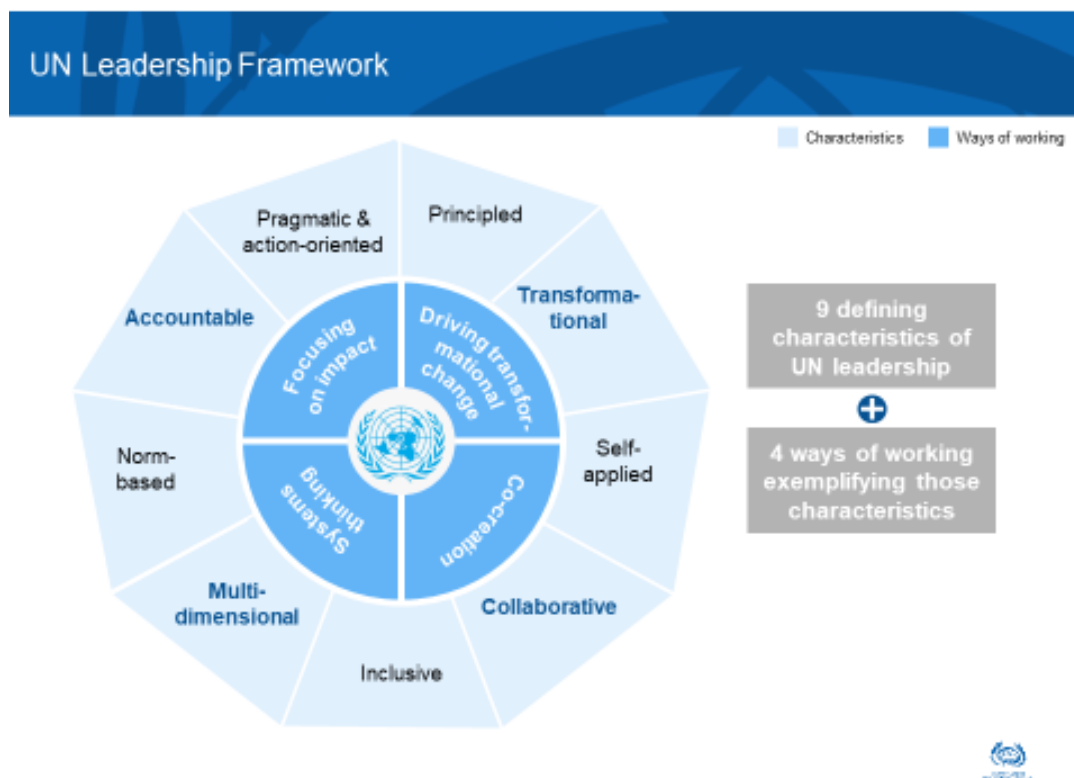 UN Leadership Framework
Characteristics
Ways of working
Pragmatic &
action-oriented
Principled
Transforma-
tional
Accountable
Focusing
on impact
Driving transfor-
mational
change
Norm-
based
Self-
applied
Systems
thinking
Co-creation
Multi-
dimensional
Collaborative
Inclusive
9 defining
characteristics of
UN leadership
4 ways of working
exemplifying those
characteristics